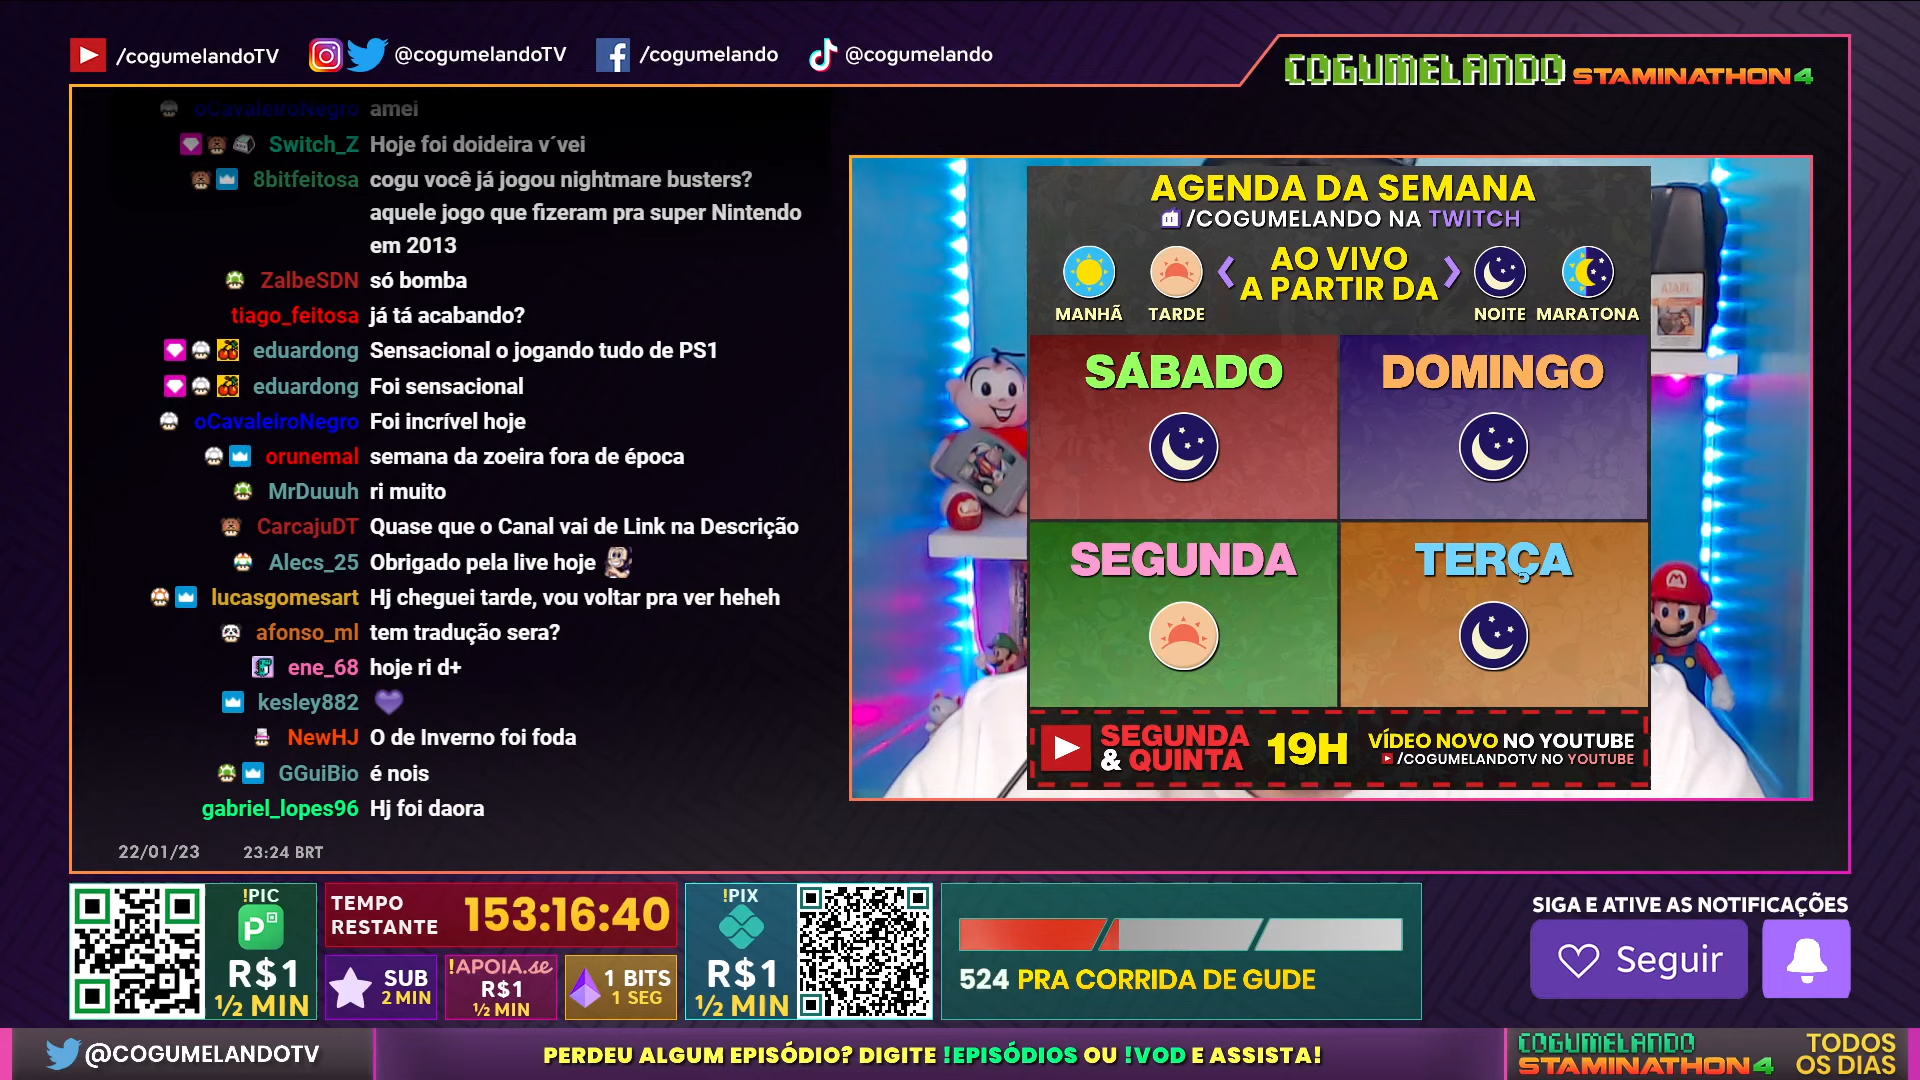 /cogumelandoTV
@cogumelandoTV
/cogumelando
@cogumelando
COGUMELANDO STAMINATHON 4
oCavaleiroNegro amei
Switch_Z Hoje foi doideira v´vei
8bitfeitosa cogu você já jogou nightmare busters?
aquele jogo que fizeram pra super Nintendo
em 2013
ZalbeSDN só bomba
tiago_feitosa já tá acabando?
eduardong Sensacional o jogando tudo de PS1
eduardong Foi sensacional
oCavaleiroNegro Foi incrível hoje
orunemal semana da zoeira fora de época
MrDuuuh ri muito
CarcajuDT Quase que o Canal vai de Link na Descrição
Alecs_25 Obrigado pela live hoje
lucasgomesart Hj cheguei tarde, vou voltar pra ver heheh
afonso_ml tem tradução sera?
ene_68 hoje ri d+
kesley882
NewHJ O de Inverno foi foda
GGuiBio é nois
gabriel_lopes96 Hj foi daora
22/01/23 23:24 BRT
AGENDA DA SEMANA
/COGUMELANDO NA TWITCH
MANHÃ
TARDE
AO VIVO
A PARTIR DA
NOITE
MARATONA
ATARI
SÁBADO
DOMINGO
SEGUNDA
TERÇA
SEGUNDA
& QUINTA
19H
VÍDEO NOVO NO YOUTUBE
/COGUMELANDOTV NO YOUTUBE
!PIC
R$1
½ MIN
TEMPO
RESTANTE
153:16:40
SUB
2 MIN
!APOIA.se
R$1
½ MIN
1 BITS
1 SEG
!PIX
R$1
½ MIN
524 PRA CORRIDA DE GUDE
SIGA E ATIVE AS NOTIFICAÇÕES
Seguir
@COGUMELANDOTV
PERDEU ALGUM EPISÓDIO? DIGITE !EPISÓDIOS OU !VOD E ASSISTA!
COGUMELANDO
STAMINATHON 4
TODOS
OS DIAS